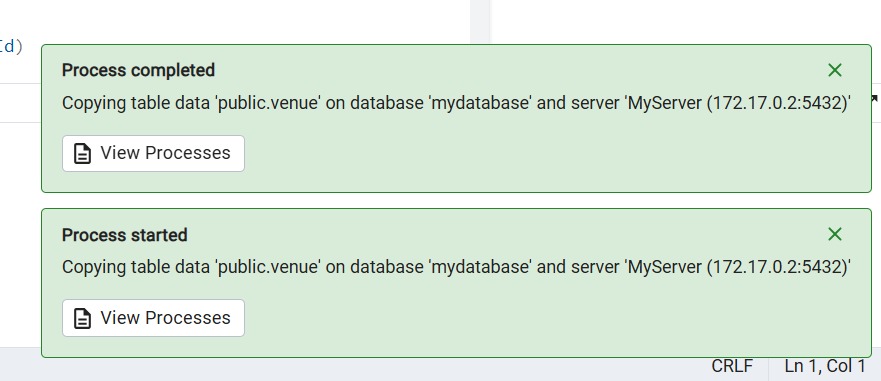 Id)
Process completed
Copying table data 'public.venue' on database 'mydatabase' and server 'MyServer (172.17.0.2:5432)'
View Processes
Process started
Copying table data 'public.venue' on database 'mydatabase' and server 'MyServer (172.17.0.2:5432)'
View Processes
CRLF Ln 1, Col 1